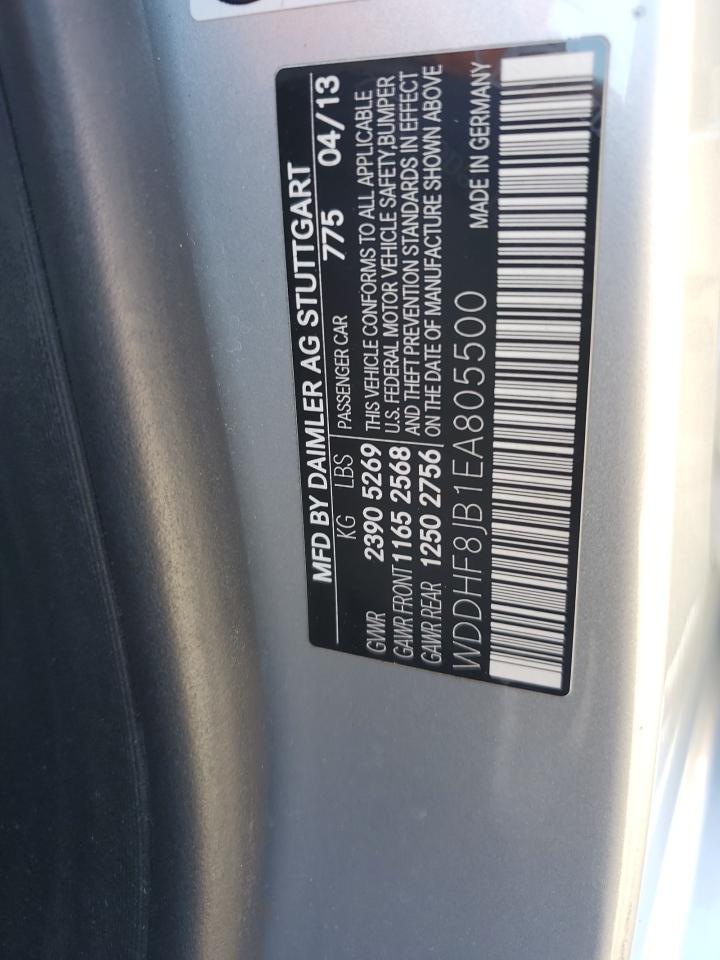 MFD BY DAIMLER AG STUTTGART
KG LBS PASSENGER CAR 775 04/13
GVWR 2390 5269 THIS VEHICLE CONFORMS TO ALL APPLICABLE
GAWR FRONT 1165 2568 U.S. FEDERAL MOTOR VEHICLE SAFETY,BUMPER
AND THEFT PREVENTION STANDARDS IN EFFECT
GAWR REAR 1250 2756 ON THE DATE OF MANUFACTURE SHOWN ABOVE
WDDHF8JB1EA805500 MADE IN GERMANY